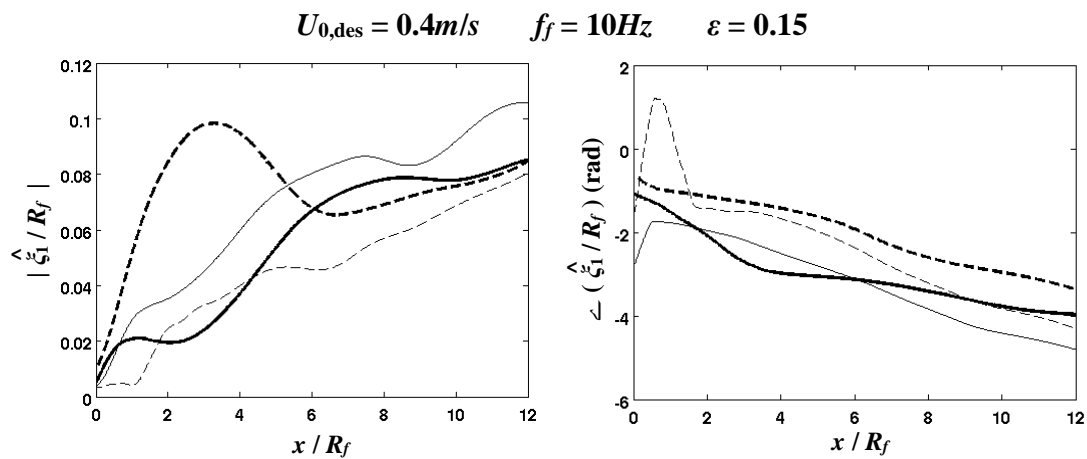 U0,des = 0.4m/s ff = 10Hz ε = 0.15
0.12
0.1
0.08
0.06
0.04
0.02
0
0 2 4 6 8 10 12
x / Rf
| ξ̂1 / Rf |
2
0
-2
-4
-6
0 2 4 6 8 10 12
x / Rf
∠ ( ξ̂1 / Rf ) (rad)